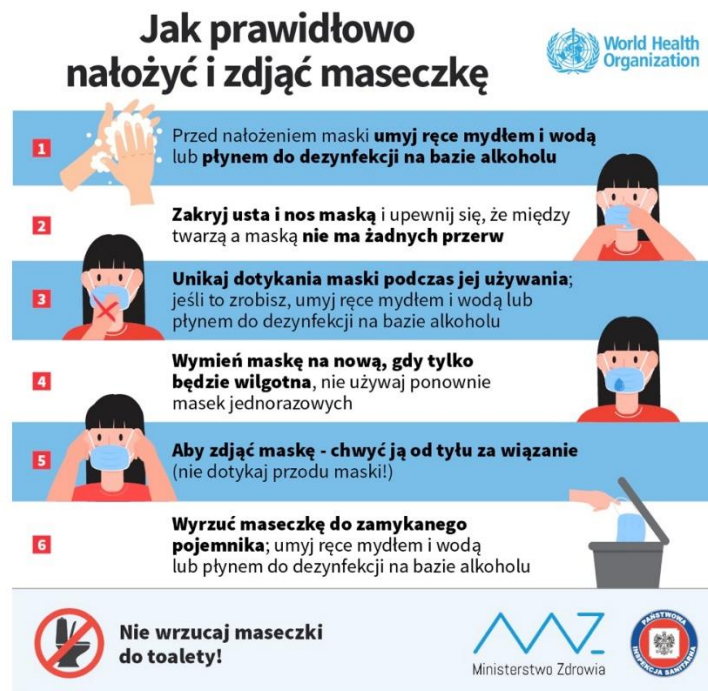 Jak prawidłowo
nałożyć i zdjąć maseczkę
World Health
Organization
1
Przed nałożeniem maski umyj ręce mydłem i wodą
lub płynem do dezynfekcji na bazie alkoholu
2
Zakryj usta i nos maską i upewnij się, że między
twarzą a maską nie ma żadnych przerw
3
Unikaj dotykania maski podczas jej używania;
jeśli to zrobisz, umyj ręce mydłem i wodą lub
płynem do dezynfekcji na bazie alkoholu
4
Wymień maskę na nową, gdy tylko
będzie wilgotna, nie używaj ponownie
masek jednorazowych
5
Aby zdjąć maskę - chwyć ją od tyłu za wiązanie
(nie dotykaj przodu maski!)
6
Wyrzuć maseczkę do zamykanego
pojemnika; umyj ręce mydłem i wodą
lub płynem do dezynfekcji na bazie alkoholu
Nie wrzucaj maseczki
do toalety!
Ministerstwo Zdrowia
PAŃSTWOWA
INSPEKCJA SANITARNA